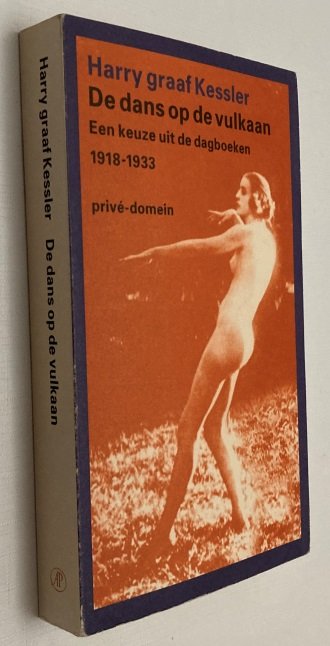 Harry graaf Kessler
De dans op de vulkaan
Een keuze uit de dagboeken
1918-1933
privé-domein
Harry graaf Kessler De dans op de vulkaan
AP